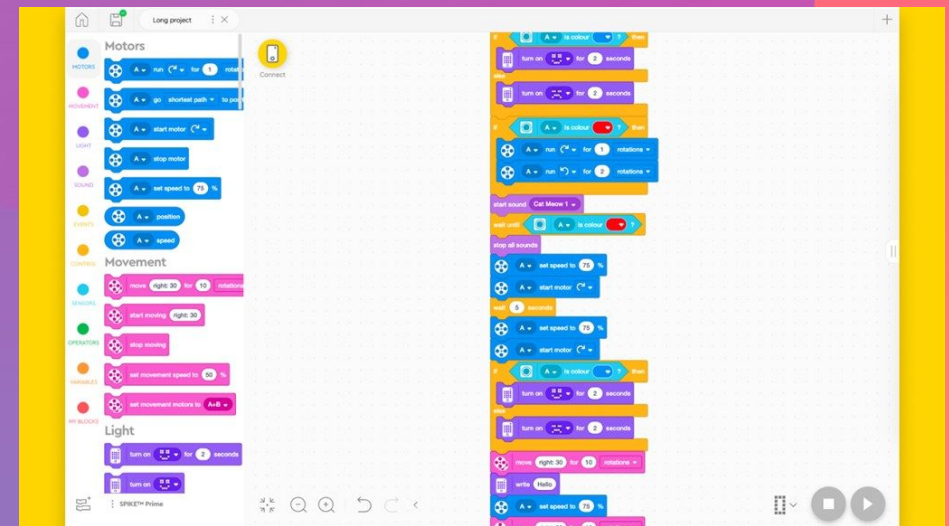 Long project
Motors
MOTORS
A run for 1 rotat
A go shortest path to pos
MOVEMENT
A start motor
LIGHT
A stop motor
SOUND
A set speed to 75 %
EVENTS
A position
A speed
CONTROL
Movement
move right: 30 for 10 rotations
SENSORS
start moving right: 30
OPERATORS
stop moving
VARIABLES
set movement speed to 50 %
MY BLOCKS
set movement motors to A+B
Light
turn on for 2 seconds
turn on
SPIKE™ Prime
Connect
if A is colour ? then
turn on for 2 seconds
else
turn on for 2 seconds
if A is colour ? then
A run for 1 rotations
A run for 2 rotations
start sound Cat Meow 1
wait until A is colour ?
stop all sounds
A set speed to 75 %
A start motor
wait 5 seconds
A set speed to 75 %
A start motor
if A is colour ? then
turn on for 2 seconds
else
turn on for 2 seconds
move right: 30 for 10 rotations
write Hello
A set speed to 75 %